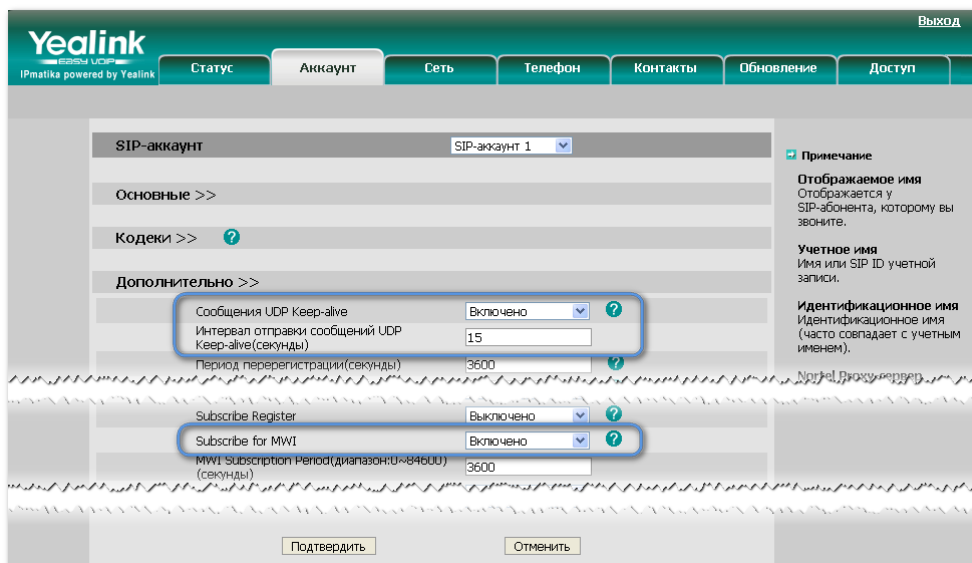 Выход
Yealink
EASY VOIP
IPmatika powered by Yealink
Статус
Аккаунт
Сеть
Телефон
Контакты
Обновление
Доступ
SIP-аккаунт
SIP-аккаунт 1
Основные >>
Кодеки >> ?
Дополнительно >>
Сообщения UDP Keep-alive
Включено
?
Интервал отправки сообщений UDP
Keep-alive(секунды)
15
Период перерегистрации(секунды)
3600
?
Subscribe Register
Выключено
?
Subscribe for MWI
Включено
?
MWI Subscription Period(диапазон:0~84600)
(секунды)
3600
Подтвердить
Отменить
Примечание
Отображаемое имя
Отображается у
SIP-абонента, которому вы
звоните.
Учетное имя
Имя или SIP ID учетной
записи.
Идентификационное имя
Идентификационное имя
(часто совпадает с учетным
именем).
Nortel Proxy-сервер